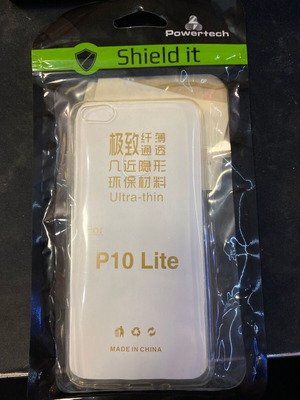 Powertech
Shield it
极致纤薄
通透
几近隐形
环保材料
Ultra-thin
P10 Lite
MADE IN CHINA